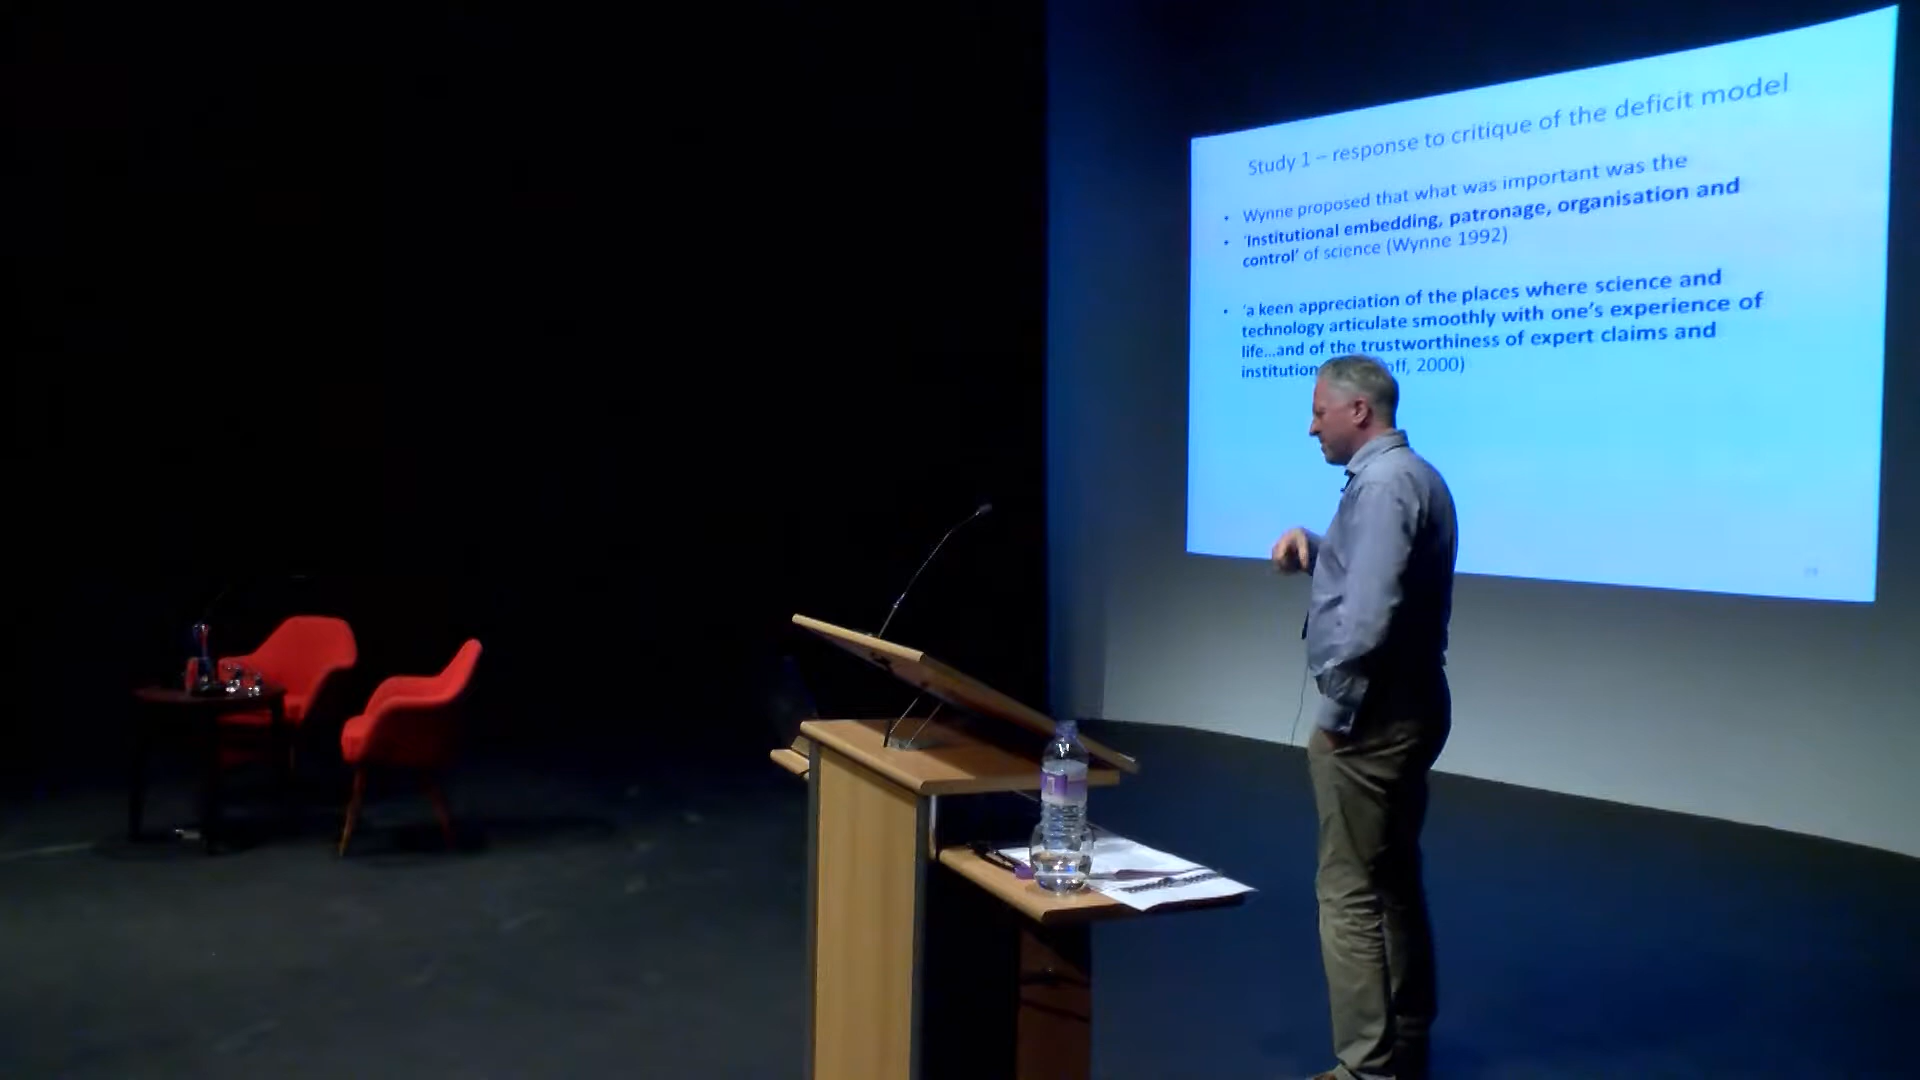 Study 1 – response to critique of the deficit model
• Wynne proposed that what was important was the
• 'Institutional embedding, patronage, organisation and
control' of science (Wynne 1992)
• 'a keen appreciation of the places where science and
technology articulate smoothly with one's experience of
life...and of the trustworthiness of expert claims and
institution off, 2000)